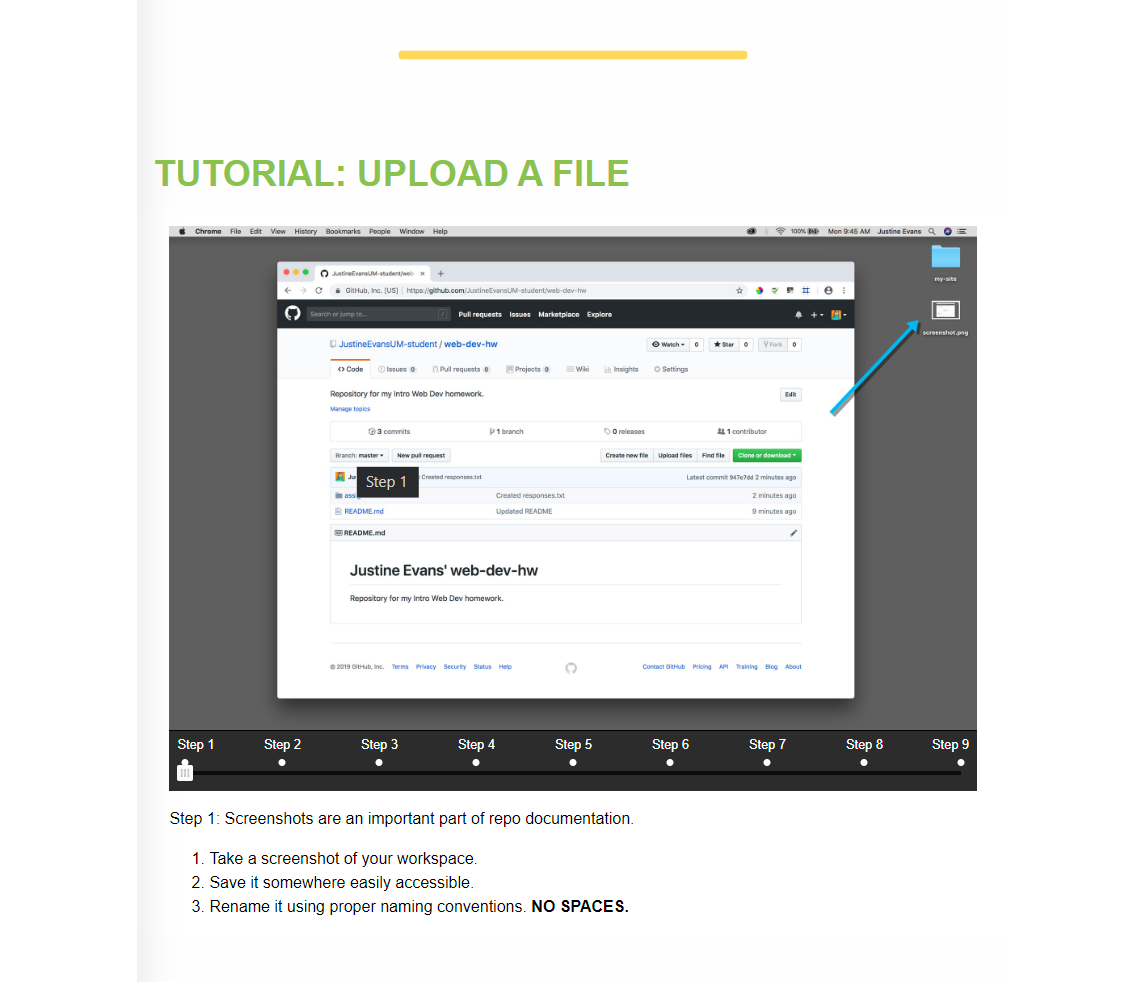 TUTORIAL: UPLOAD A FILE
Chrome File Edit View History Bookmarks People Window Help 100% Mon 9:45 AM Justine Evans
my-site
screenshot.png
JustineEvansUM-student/web-
GitHub, Inc. [US] https://github.com/JustineEvansUM-student/web-dev-hw
Search or jump to... / Pull requests Issues Marketplace Explore
JustineEvansUM-student / web-dev-hw Watch 0 Star 0 Fork 0
Code Issues 0 Pull requests 0 Projects 0 Wiki Insights Settings
Repository for my Intro Web Dev homework. Edit
Manage topics
3 commits 1 branch 0 releases 1 contributor
Branch: master New pull request Create new file Upload files Find file Clone or download
Created responses.txt Latest commit 947e7dd 2 minutes ago
Step 1
Created responses.txt 2 minutes ago
README.md Updated README 9 minutes ago
README.md
Justine Evans' web-dev-hw
Repository for my Intro Web Dev homework.
© 2019 GitHub, Inc. Terms Privacy Security Status Help Contact GitHub Pricing API Training Blog About
Step 1 Step 2 Step 3 Step 4 Step 5 Step 6 Step 7 Step 8 Step 9
Step 1: Screenshots are an important part of repo documentation.
1. Take a screenshot of your workspace.
2. Save it somewhere easily accessible.
3. Rename it using proper naming conventions. NO SPACES.